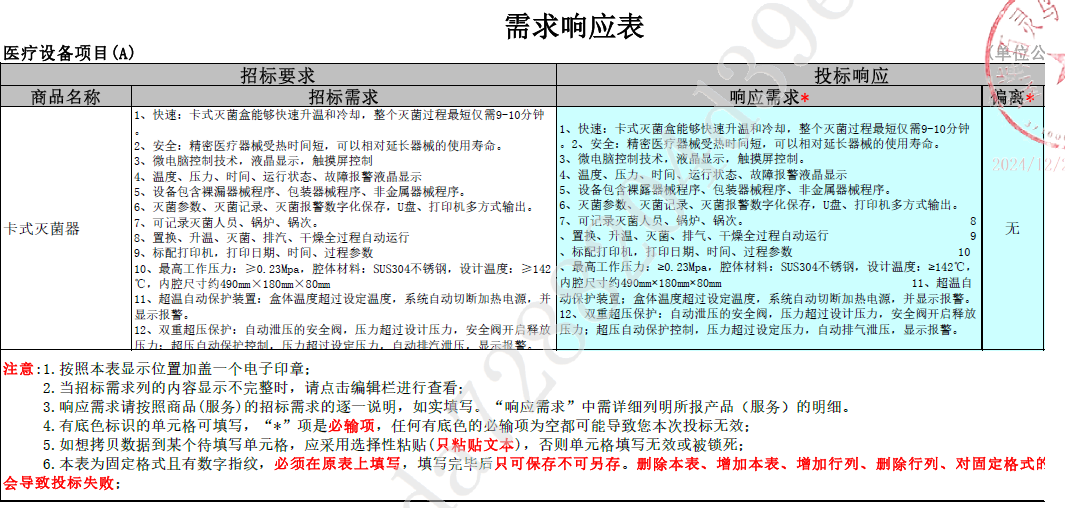 需求响应表
医疗设备项目(A)
(单位公
招标要求 投标响应
商品名称 招标需求 响应需求* 偏离*
卡式灭菌器
1、快速：卡式灭菌盒能够快速升温和冷却，整个灭菌过程最短仅需9-10分钟
。
2、安全：精密医疗器械受热时间短，可以相对延长器械的使用寿命。
3、微电脑控制技术，液晶显示，触摸屏控制
4、温度、压力、时间、运行状态、故障报警液晶显示
5、设备包含裸漏器械程序、包装器械程序、非金属器械程序。
6、灭菌参数、灭菌记录、灭菌报警数字化保存，U盘、打印机多方式输出。
7、可记录灭菌人员、锅炉、锅次。
8、置换、升温、灭菌、排汽、干燥全过程自动运行
9、标配打印机，打印日期、时间、过程参数
10、最高工作压力：≥0.23Mpa，腔体材料：SUS304不锈钢，设计温度：≥142
℃，内腔尺寸约490mm×180mm×80mm
11、超温自动保护装置：盒体温度超过设定温度，系统自动切断加热电源，并
显示报警。
12、双重超压保护：自动泄压的安全阀，压力超过设计压力，安全阀开启释放
压力；超压自动保护控制，压力超过设定压力，自动排汽泄压，显示报警。
1、快速：卡式灭菌盒能够快速升温和冷却，整个灭菌过程最短仅需9-10分钟
。2、安全：精密医疗器械受热时间短，可以相对延长器械的使用寿命。
3、微电脑控制技术，液晶显示，触摸屏控制。
4、温度、压力、时间、运行状态、故障报警液晶显示
5、设备包含裸露器械程序、包装器械程序、非金属器械程序。
6、灭菌参数、灭菌记录、灭菌报警数字化保存，U盘、打印机多方式输出。
7、可记录灭菌人员、锅炉、锅次。 8
、置换、升温、灭菌、排气、干燥全过程自动运行 9
、标配打印机，打印日期、时间、过程参数 10
、最高工作压力：≥0.23Mpa，腔体材料：SUS304不锈钢，设计温度：≥142℃，
内腔尺寸约490mm*180mm*80mm 11、超温自
动保护装置；盒体温度超过设定温度，系统自动切断加热电源，并显示报警。
12、双重超压保护：自动泄压的安全阀，压力超过设计压力，安全阀开启释放
压力；超压自动保护控制，压力超过设定压力，自动排气泄压，显示报警。
无
2024/12/2
注意:1.按照本表显示位置加盖一个电子印章;
2.当招标需求列的内容显示不完整时，请点击编辑栏进行查看;
3.响应需求请按照商品(服务)的招标需求的逐一说明，如实填写。“响应需求”中需详细列明所报产品（服务）的明细。
4.有底色标识的单元格可填写，“*”项是必输项，任何有底色的必输项为空都可能导致您本次投标无效;
5.如想拷贝数据到某个待填写单元格，应采用选择性粘贴(只粘贴文本)，否则单元格填写无效或被锁死;
6.本表为固定格式且有数字指纹，必须在原表上填写，填写完毕后只可保存不可另存。删除本表、增加本表、增加行列、删除行列、对固定格式的
会导致投标失败;